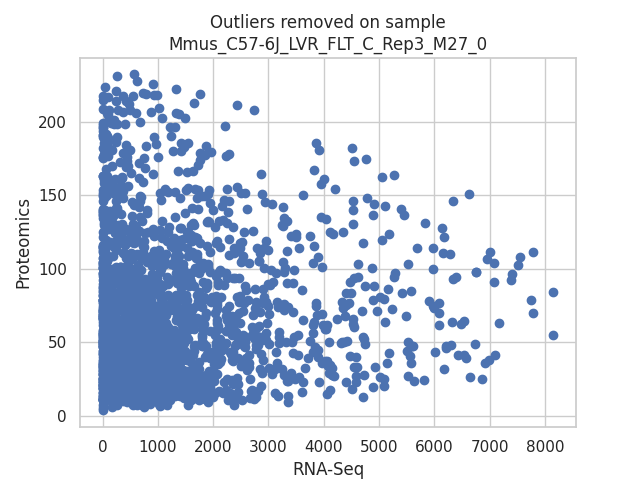 Outliers removed on sample
Mmus_C57-6J_LVR_FLT_C_Rep3_M27_0
200
150
100
50
0
Proteomics
0 1000 2000 3000 4000 5000 6000 7000 8000
RNA-Seq